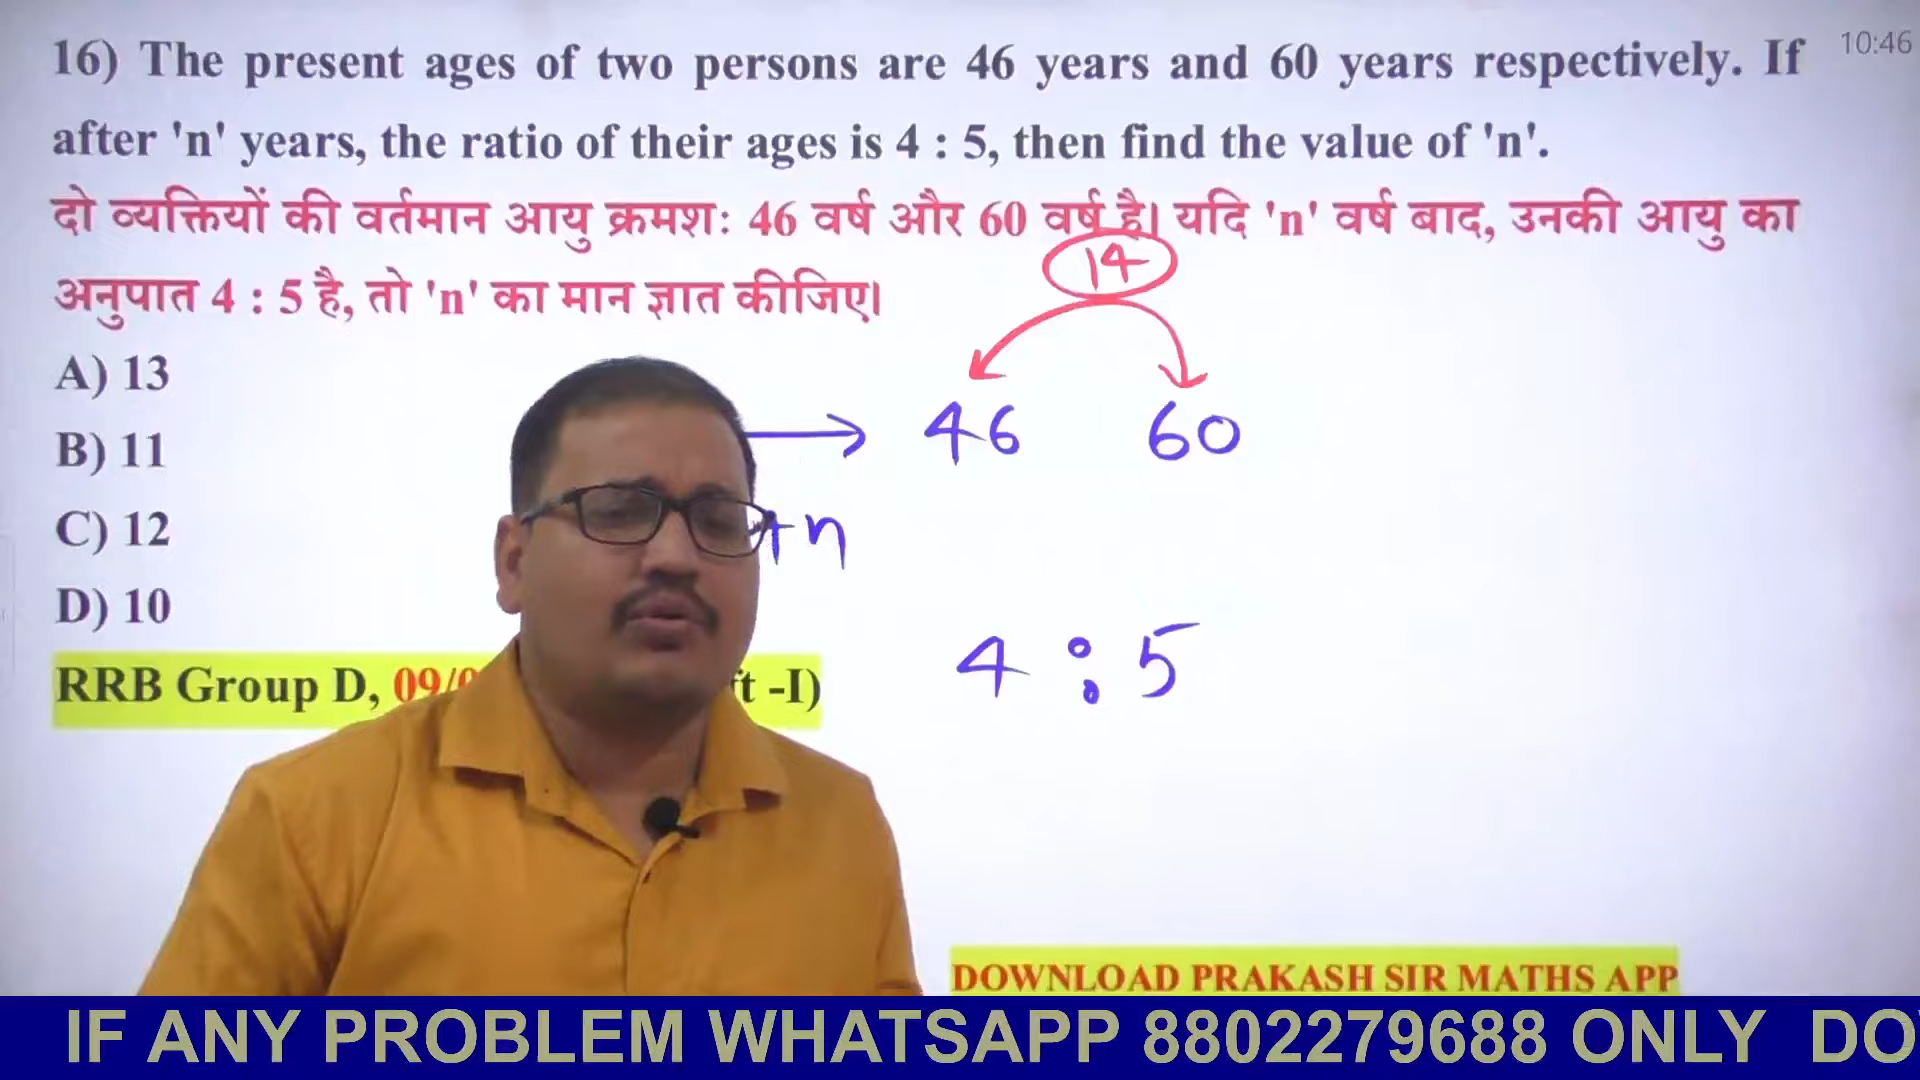 16) The present ages of two persons are 46 years and 60 years respectively. If
10:46
after 'n' years, the ratio of their ages is 4 : 5, then find the value of 'n'.
दो व्यक्तियों की वर्तमान आयु क्रमशः 46 वर्ष और 60 वर्ष है। यदि 'n' वर्ष बाद, उनकी आयु का
अनुपात 4 : 5 है, तो 'n' का मान ज्ञात कीजिए।
14
A) 13
46 60
B) 11
C) 12
+n
D) 10
4 : 5
RRB Group D, -I)
DOWNLOAD PRAKASH SIR MATHS APP
IF ANY PROBLEM WHATSAPP 8802279688 ONLY